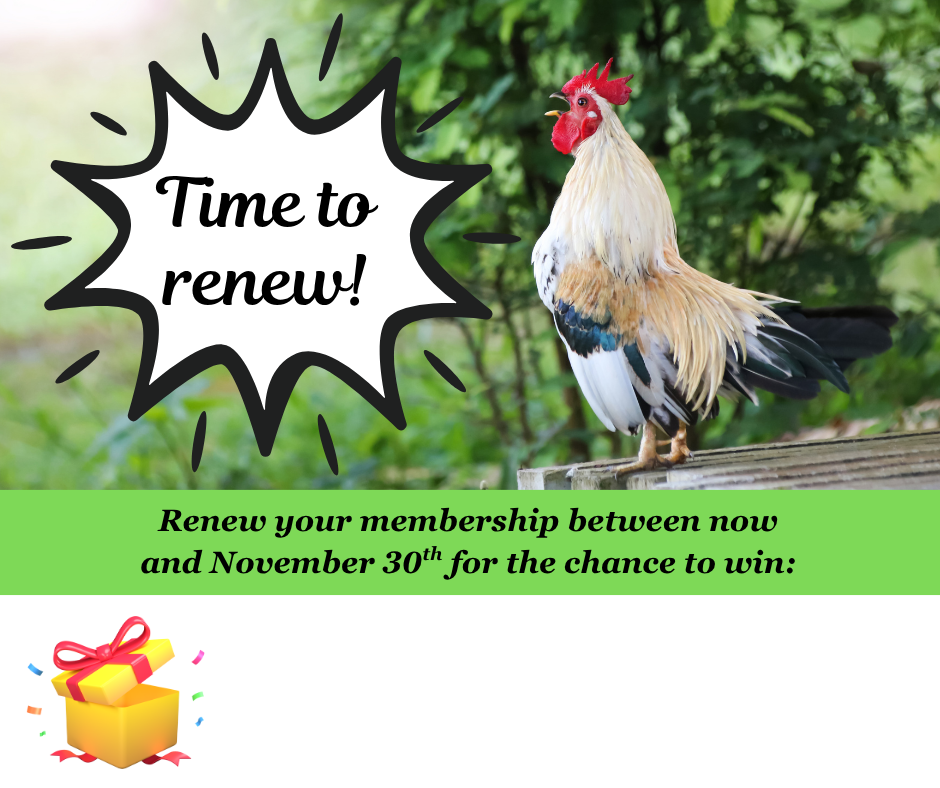 Time to
renew!
Renew your membership between now
and November 30th for the chance to win: